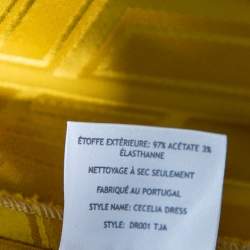 ÉTOFFE EXTÉRIEURE: 97% ACÉTATE 3%
ÉLASTHANNE
NETTOYAGE À SEC SEULEMENT
FABRIQUÉ AU PORTUGAL
STYLE NAME: CECELIA DRESS
STYLE: DR001 TJA